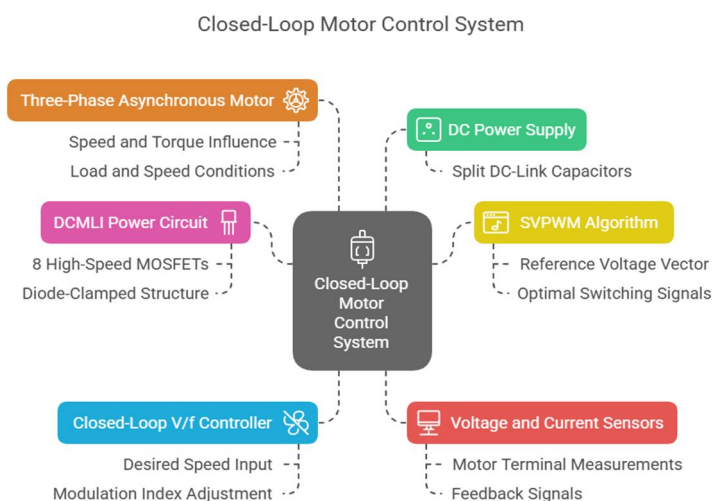 Closed-Loop Motor Control System
Three-Phase Asynchronous Motor
Speed and Torque Influence
Load and Speed Conditions
DC Power Supply
Split DC-Link Capacitors
DCMLI Power Circuit
8 High-Speed MOSFETs
Diode-Clamped Structure
SVPWM Algorithm
Reference Voltage Vector
Optimal Switching Signals
Closed-Loop
Motor
Control
System
Closed-Loop V/f Controller
Desired Speed Input
Modulation Index Adjustment
Voltage and Current Sensors
Motor Terminal Measurements
Feedback Signals